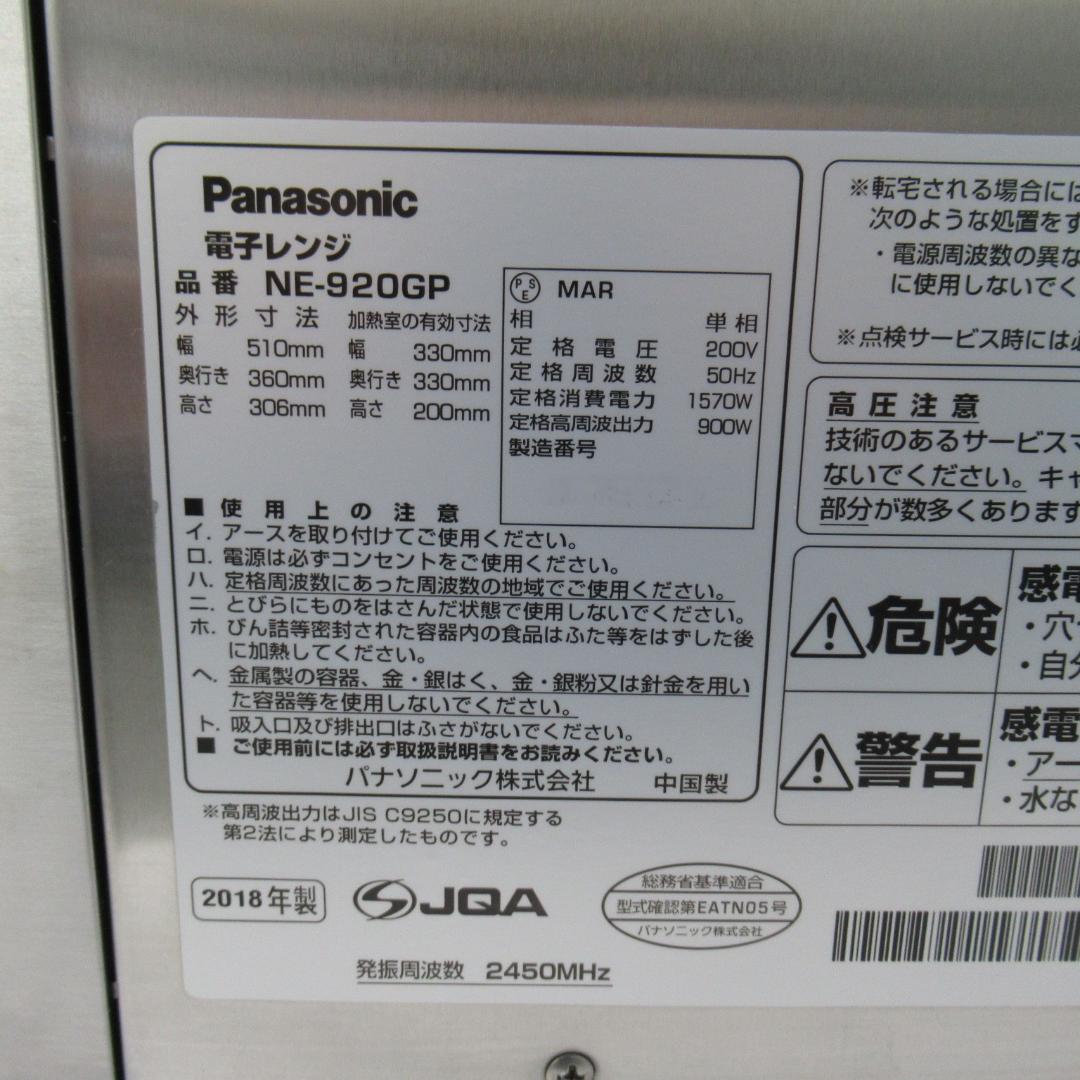 Panasonic
電子レンジ
品番 NE-920GP
外形寸法 加熱室の有効寸法
幅 510mm 幅 330mm
奥行き 360mm 奥行き 330mm
高さ 306mm 高さ 200mm
PSE MAR
相 単相
定格電圧 200V
定格周波数 50Hz
定格消費電力 1570W
定格高周波出力 900W
製造番号
■ 使用上の注意
イ. アースを取り付けてご使用ください。
ロ. 電源は必ずコンセントをご使用ください。
ハ. 定格周波数にあった周波数の地域でご使用ください。
ニ. とびらにものをはさんだ状態で使用しないでください。
ホ. びん詰等密封された容器内の食品はふた等をはずした後
に加熱してください。
ヘ. 金属製の容器、金・銀はく、金・銀粉又は針金を用い
た容器等を使用しないでください。
ト. 吸入口及び排出口はふさがないでください。
■ ご使用前には必ず取扱説明書をお読みください。
パナソニック株式会社 中国製
※高周波出力はJIS C9250に規定する
第2法により測定したものです。
2018年製
JQA
総務省基準適合
型式確認第EATN05号
パナソニック株式会社
発振周波数 2450MHz
※転宅される場合には
次のような処置をす
・電源周波数の異な
に使用しないでく
※点検サービス時には必
高圧注意
技術のあるサービスマ
ないでください。キャ
部分が数多くあります
危険
感電
・穴
・自分
警告
感電
・アー
・水な